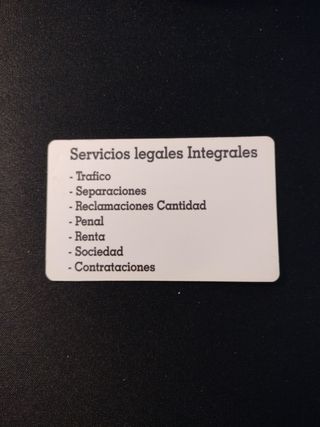 Servicios legales Integrales
- Trafico
- Separaciones
- Reclamaciones Cantidad
- Penal
- Renta
- Sociedad
- Contrataciones